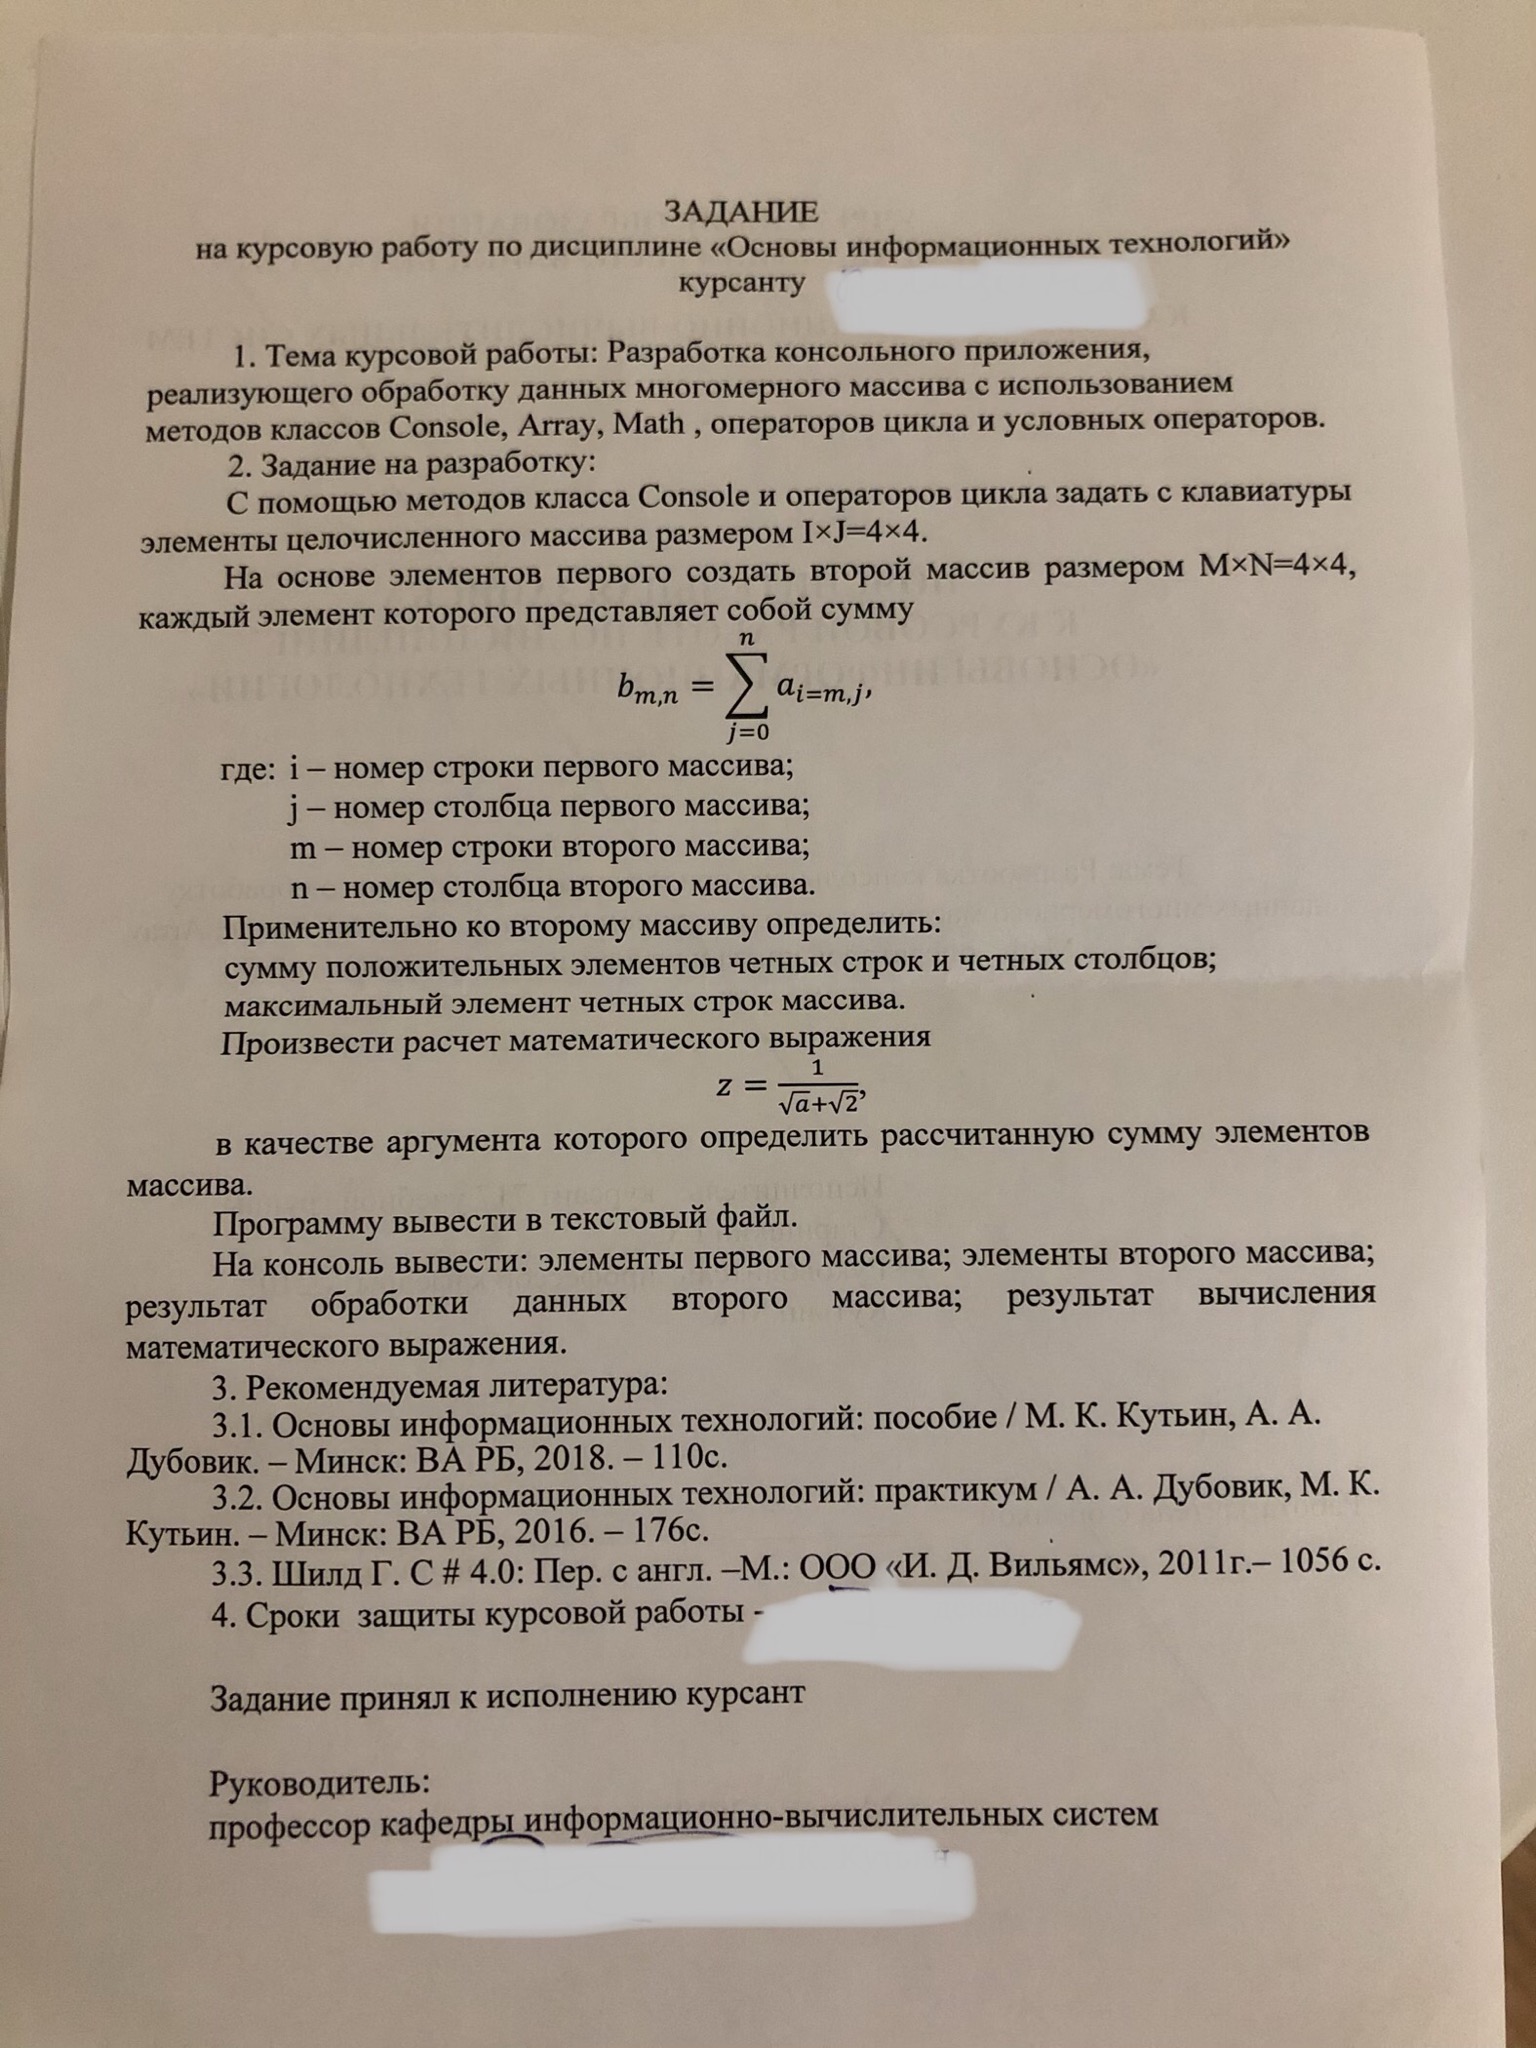 ЗАДАНИЕ
на курсовую работу по дисциплине «Основы информационных технологий»
курсанту
1. Тема курсовой работы: Разработка консольного приложения,
реализующего обработку данных многомерного массива с использованием
методов классов Console, Array, Math , операторов цикла и условных операторов.
2. Задание на разработку:
С помощью методов класса Console и операторов цикла задать с клавиатуры
элементы целочисленного массива размером I×J=4×4.
На основе элементов первого создать второй массив размером M×N=4×4,
каждый элемент которого представляет собой сумму
b_{m,n} = \sum_{j=0}^{n} a_{i=m,j},
где: i – номер строки первого массива;
j – номер столбца первого массива;
m – номер строки второго массива;
n – номер столбца второго массива.
Применительно ко второму массиву определить:
сумму положительных элементов четных строк и четных столбцов;
максимальный элемент четных строк массива.
Произвести расчет математического выражения
z = \frac{1}{\sqrt{a}+\sqrt{2}},
в качестве аргумента которого определить рассчитанную сумму элементов
массива.
Программу вывести в текстовый файл.
На консоль вывести: элементы первого массива; элементы второго массива;
результат обработки данных второго массива; результат вычисления
математического выражения.
3. Рекомендуемая литература:
3.1. Основы информационных технологий: пособие / М. К. Кутьин, А. А.
Дубовик. – Минск: ВА РБ, 2018. – 110с.
3.2. Основы информационных технологий: практикум / А. А. Дубовик, М. К.
Кутьин. – Минск: ВА РБ, 2016. – 176с.
3.3. Шилд Г. С # 4.0: Пер. с англ. –М.: ООО «И. Д. Вильямс», 2011г.– 1056 с.
4. Сроки защиты курсовой работы -
Задание принял к исполнению курсант
Руководитель:
профессор кафедры информационно-вычислительных систем